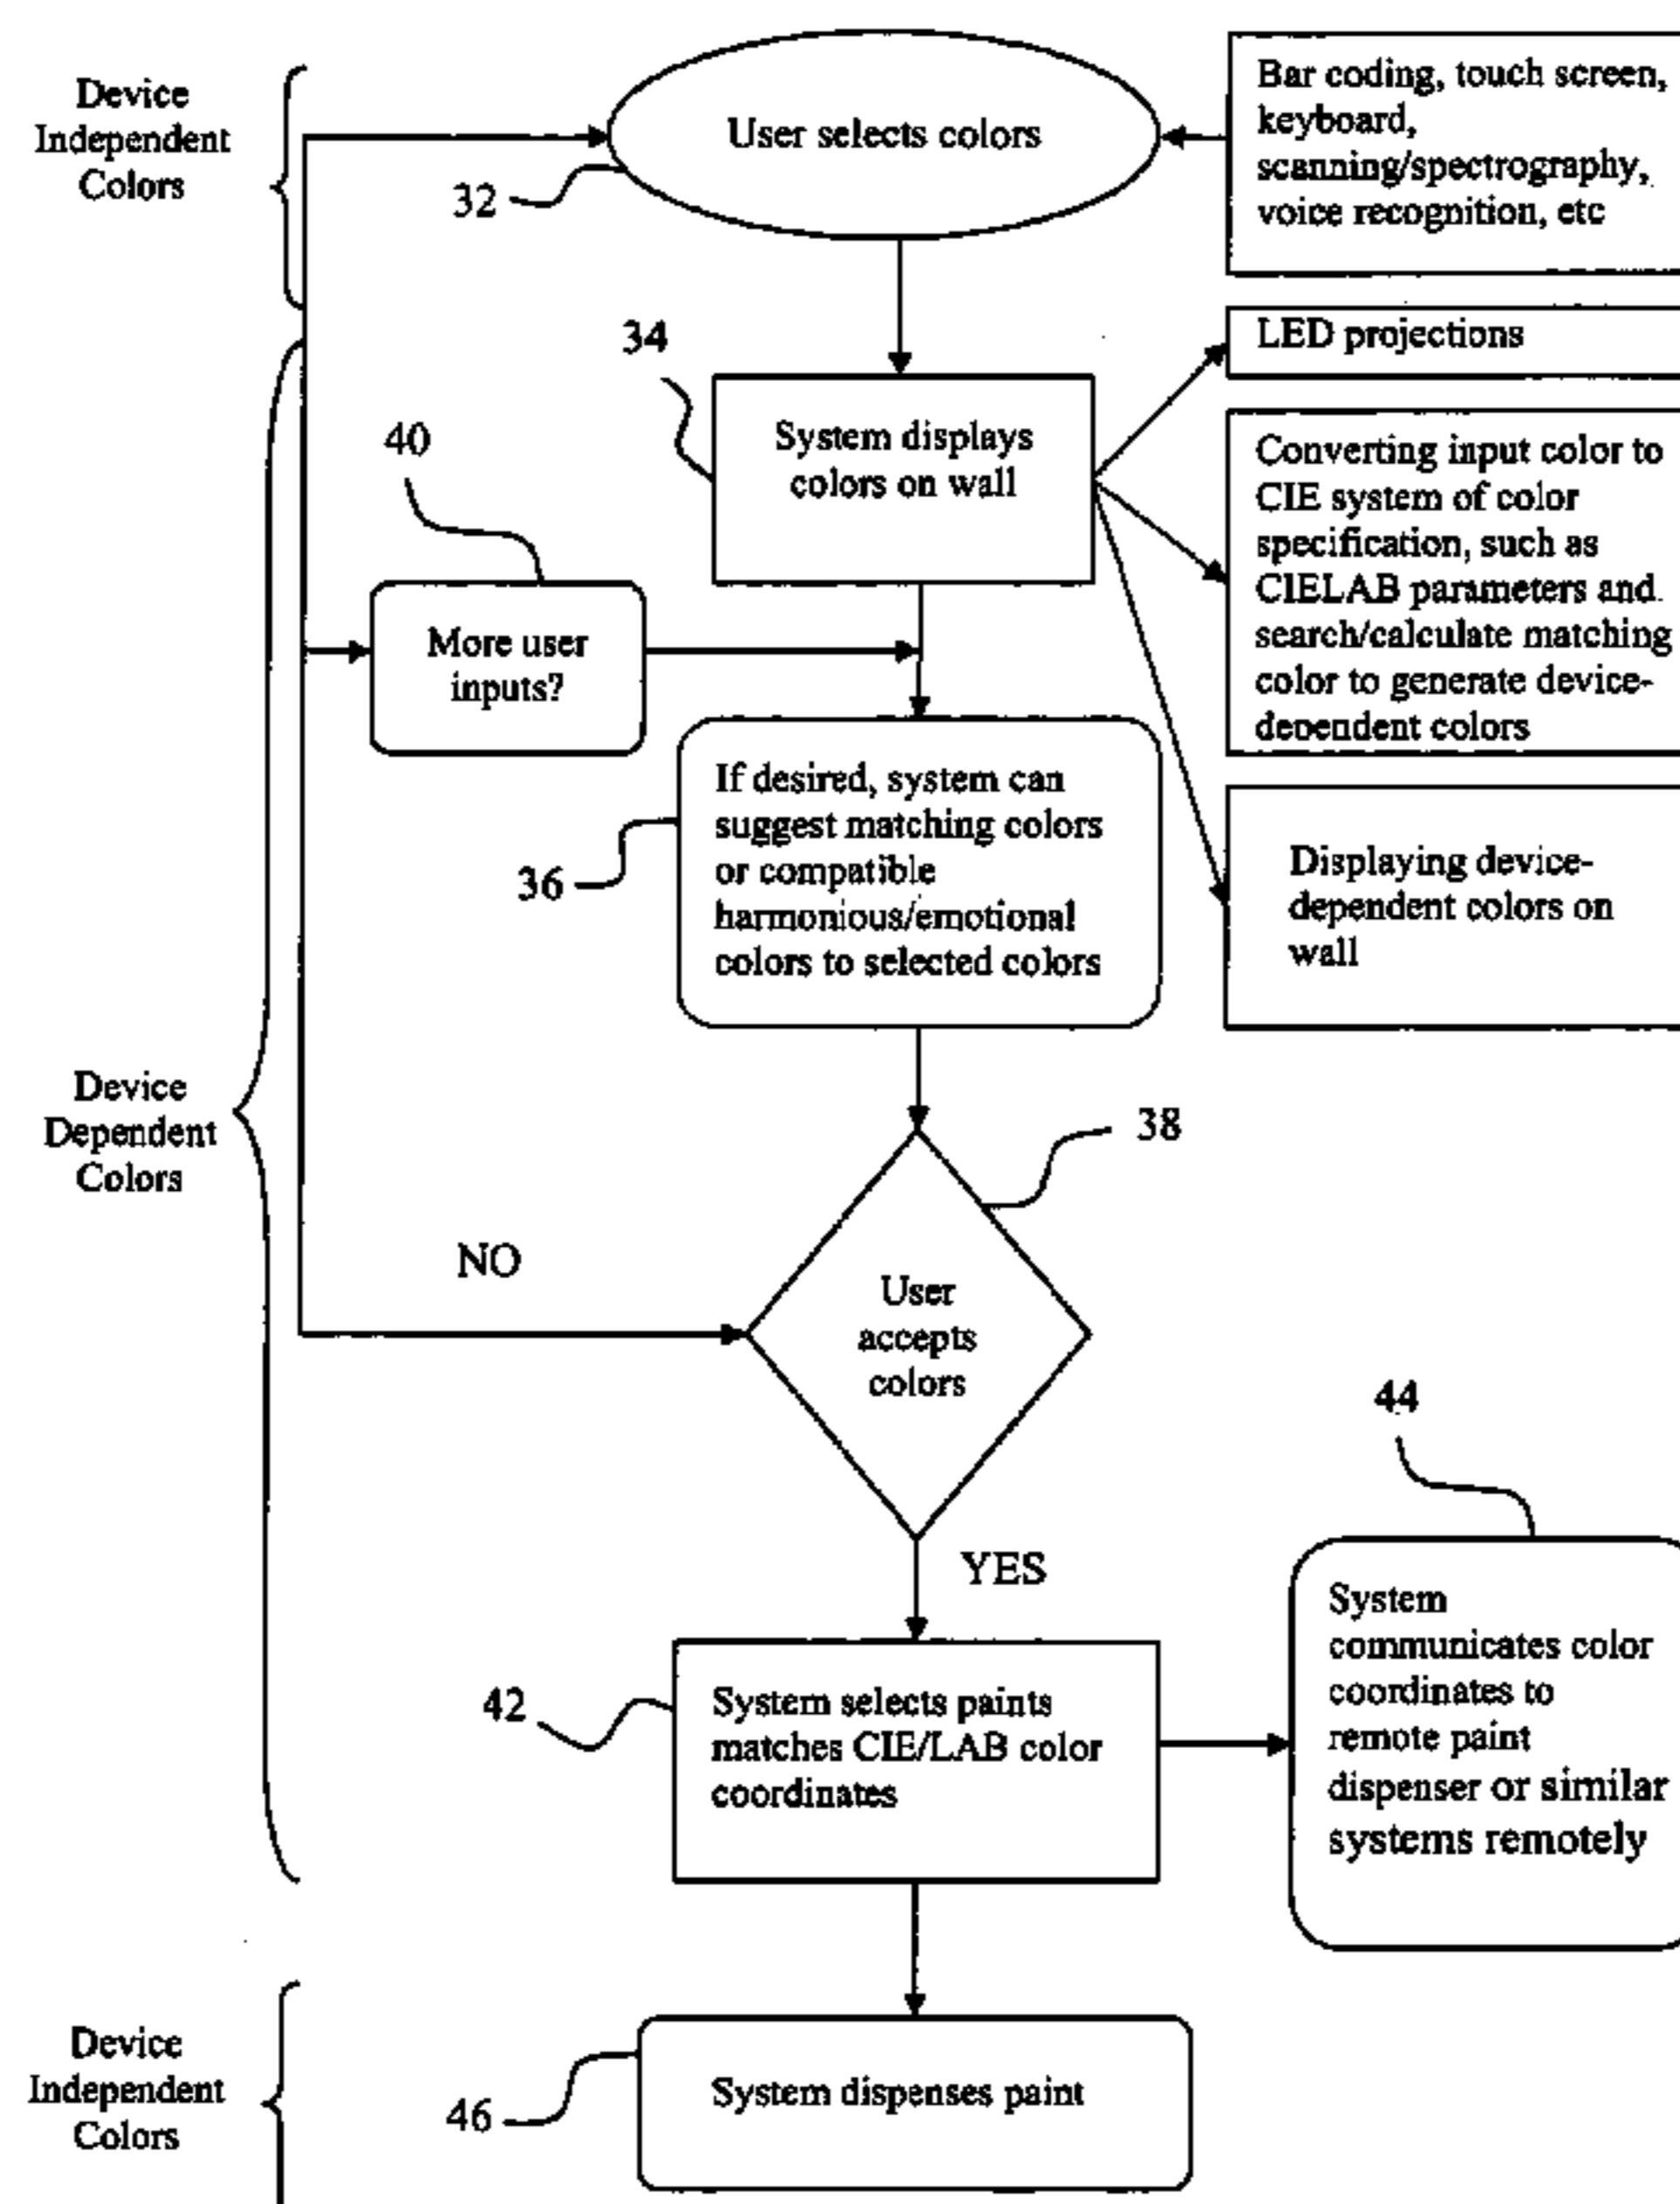 Device
Independent
Colors
User selects colors
32
Bar coding, touch screen,
keyboard,
scanning/spectrography,
voice recognition, etc
34
System displays
colors on wall
LED projections
Converting input color to
CIE system of color
specification, such as
CIELAB parameters and
search/calculate matching
color to generate device-
dependent colors
Displaying device-
dependent colors on
wall
40
More user
inputs?
36
If desired, system can
suggest matching colors
or compatible
harmonious/emotional
colors to selected colors
Device
Dependent
Colors
38
NO
User
accepts
colors
YES
44
42
System selects paints
matches CIE/LAB color
coordinates
System
communicates color
coordinates to
remote paint
dispenser or similar
systems remotely
Device
Independent
Colors
46
System dispenses paint